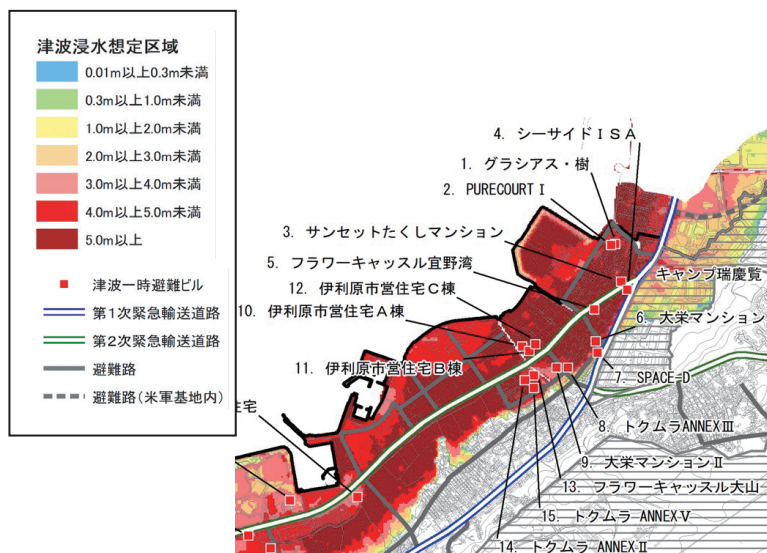 津波浸水想定区域
0.01m以上0.3m未満
0.3m以上1.0m未満
1.0m以上2.0m未満
2.0m以上3.0m未満
3.0m以上4.0m未満
4.0m以上5.0m未満
5.0m以上
津波一時避難ビル
第1次緊急輸送道路
第2次緊急輸送道路
避難路
避難路(米軍基地内)
4. シーサイドISA
1. グラシアス・樹
2. PURECOURTⅠ
3. サンセットたくしマンション
5. フラワーキャッスル宜野湾
キャンプ瑞慶覧
12. 伊利原市営住宅C棟
10. 伊利原市営住宅A棟
6. 大栄マンション
11. 伊利原市営住宅B棟
7. SPACE-D
住宅
8. トクムラANNEXⅢ
9. 大栄マンションⅡ
13. フラワーキャッスル大山
15. トクムラ ANNEXⅤ
14. トクムラ ANNEXⅡ